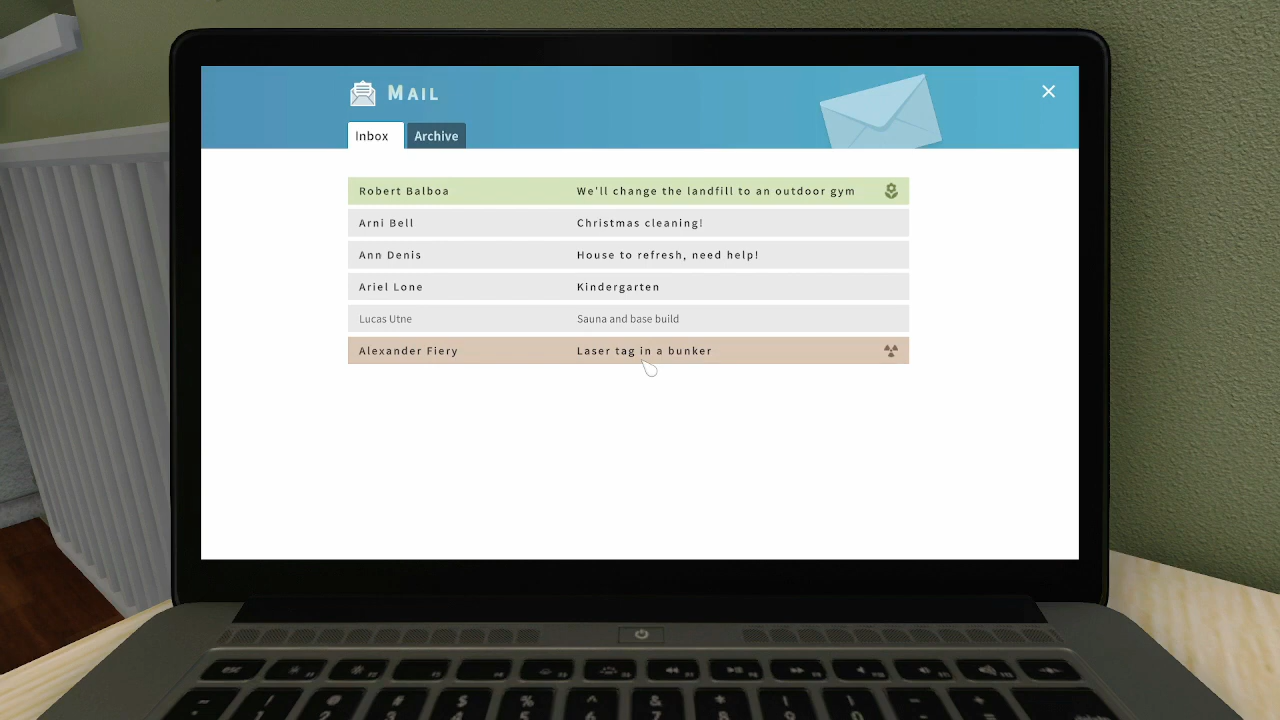 Mail
Inbox
Archive
Robert Balboa We'll change the landfill to an outdoor gym
Arni Bell Christmas cleaning!
Ann Denis House to refresh, need help!
Ariel Lone Kindergarten
Lucas Utne Sauna and base build
Alexander Fiery Laser tag in a bunker